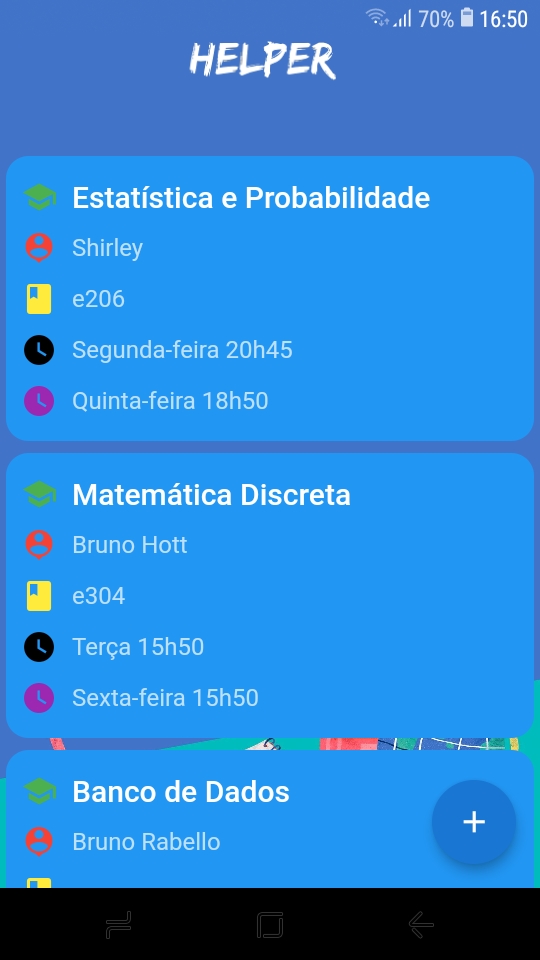 70% 16:50
HELPER
Estatística e Probabilidade
Shirley
e206
Segunda-feira 20h45
Quinta-feira 18h50
Matemática Discreta
Bruno Hott
e304
Terça 15h50
Sexta-feira 15h50
Banco de Dados
Bruno Rabello
+